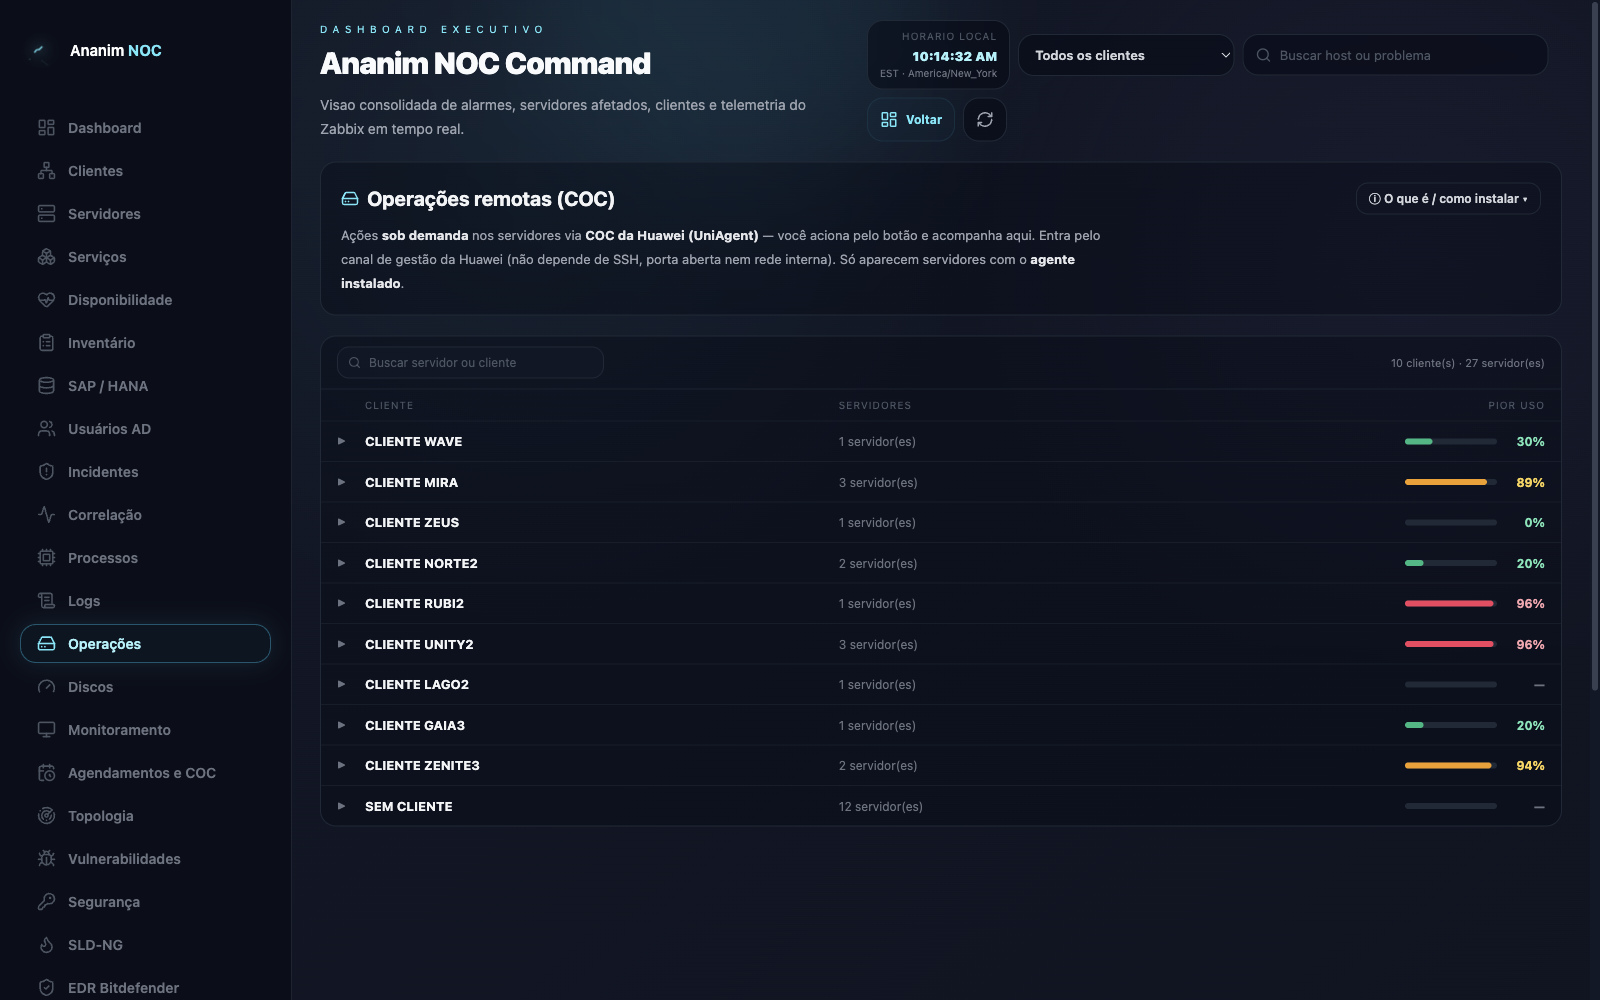 Ananim NOC
Dashboard
Clientes
Servidores
Serviços
Disponibilidade
Inventário
SAP / HANA
Usuários AD
Incidentes
Correlação
Processos
Logs
Operações
Discos
Monitoramento
Agendamentos e COC
Topologia
Vulnerabilidades
Segurança
SLD-NG
EDR Bitdefender
DASHBOARD EXECUTIVO
Ananim NOC Command
Visao consolidada de alarmes, servidores afetados, clientes e telemetria do
Zabbix em tempo real.
HORARIO LOCAL
10:14:32 AM
EST · America/New_York
Todos os clientes
Buscar host ou problema
Voltar
Operações remotas (COC)
ⓘ O que é / como instalar ▾
Ações sob demanda nos servidores via COC da Huawei (UniAgent) — você aciona pelo botão e acompanha aqui. Entra pelo
canal de gestão da Huawei (não depende de SSH, porta aberta nem rede interna). Só aparecem servidores com o agente
instalado.
Buscar servidor ou cliente
10 cliente(s) · 27 servidor(es)
CLIENTE SERVIDORES PIOR USO
▶ CLIENTE WAVE 1 servidor(es) 30%
▶ CLIENTE MIRA 3 servidor(es) 89%
▶ CLIENTE ZEUS 1 servidor(es) 0%
▶ CLIENTE NORTE2 2 servidor(es) 20%
▶ CLIENTE RUBI2 1 servidor(es) 96%
▶ CLIENTE UNITY2 3 servidor(es) 96%
▶ CLIENTE LAGO2 1 servidor(es) —
▶ CLIENTE GAIA3 1 servidor(es) 20%
▶ CLIENTE ZENITE3 2 servidor(es) 94%
▶ SEM CLIENTE 12 servidor(es) —